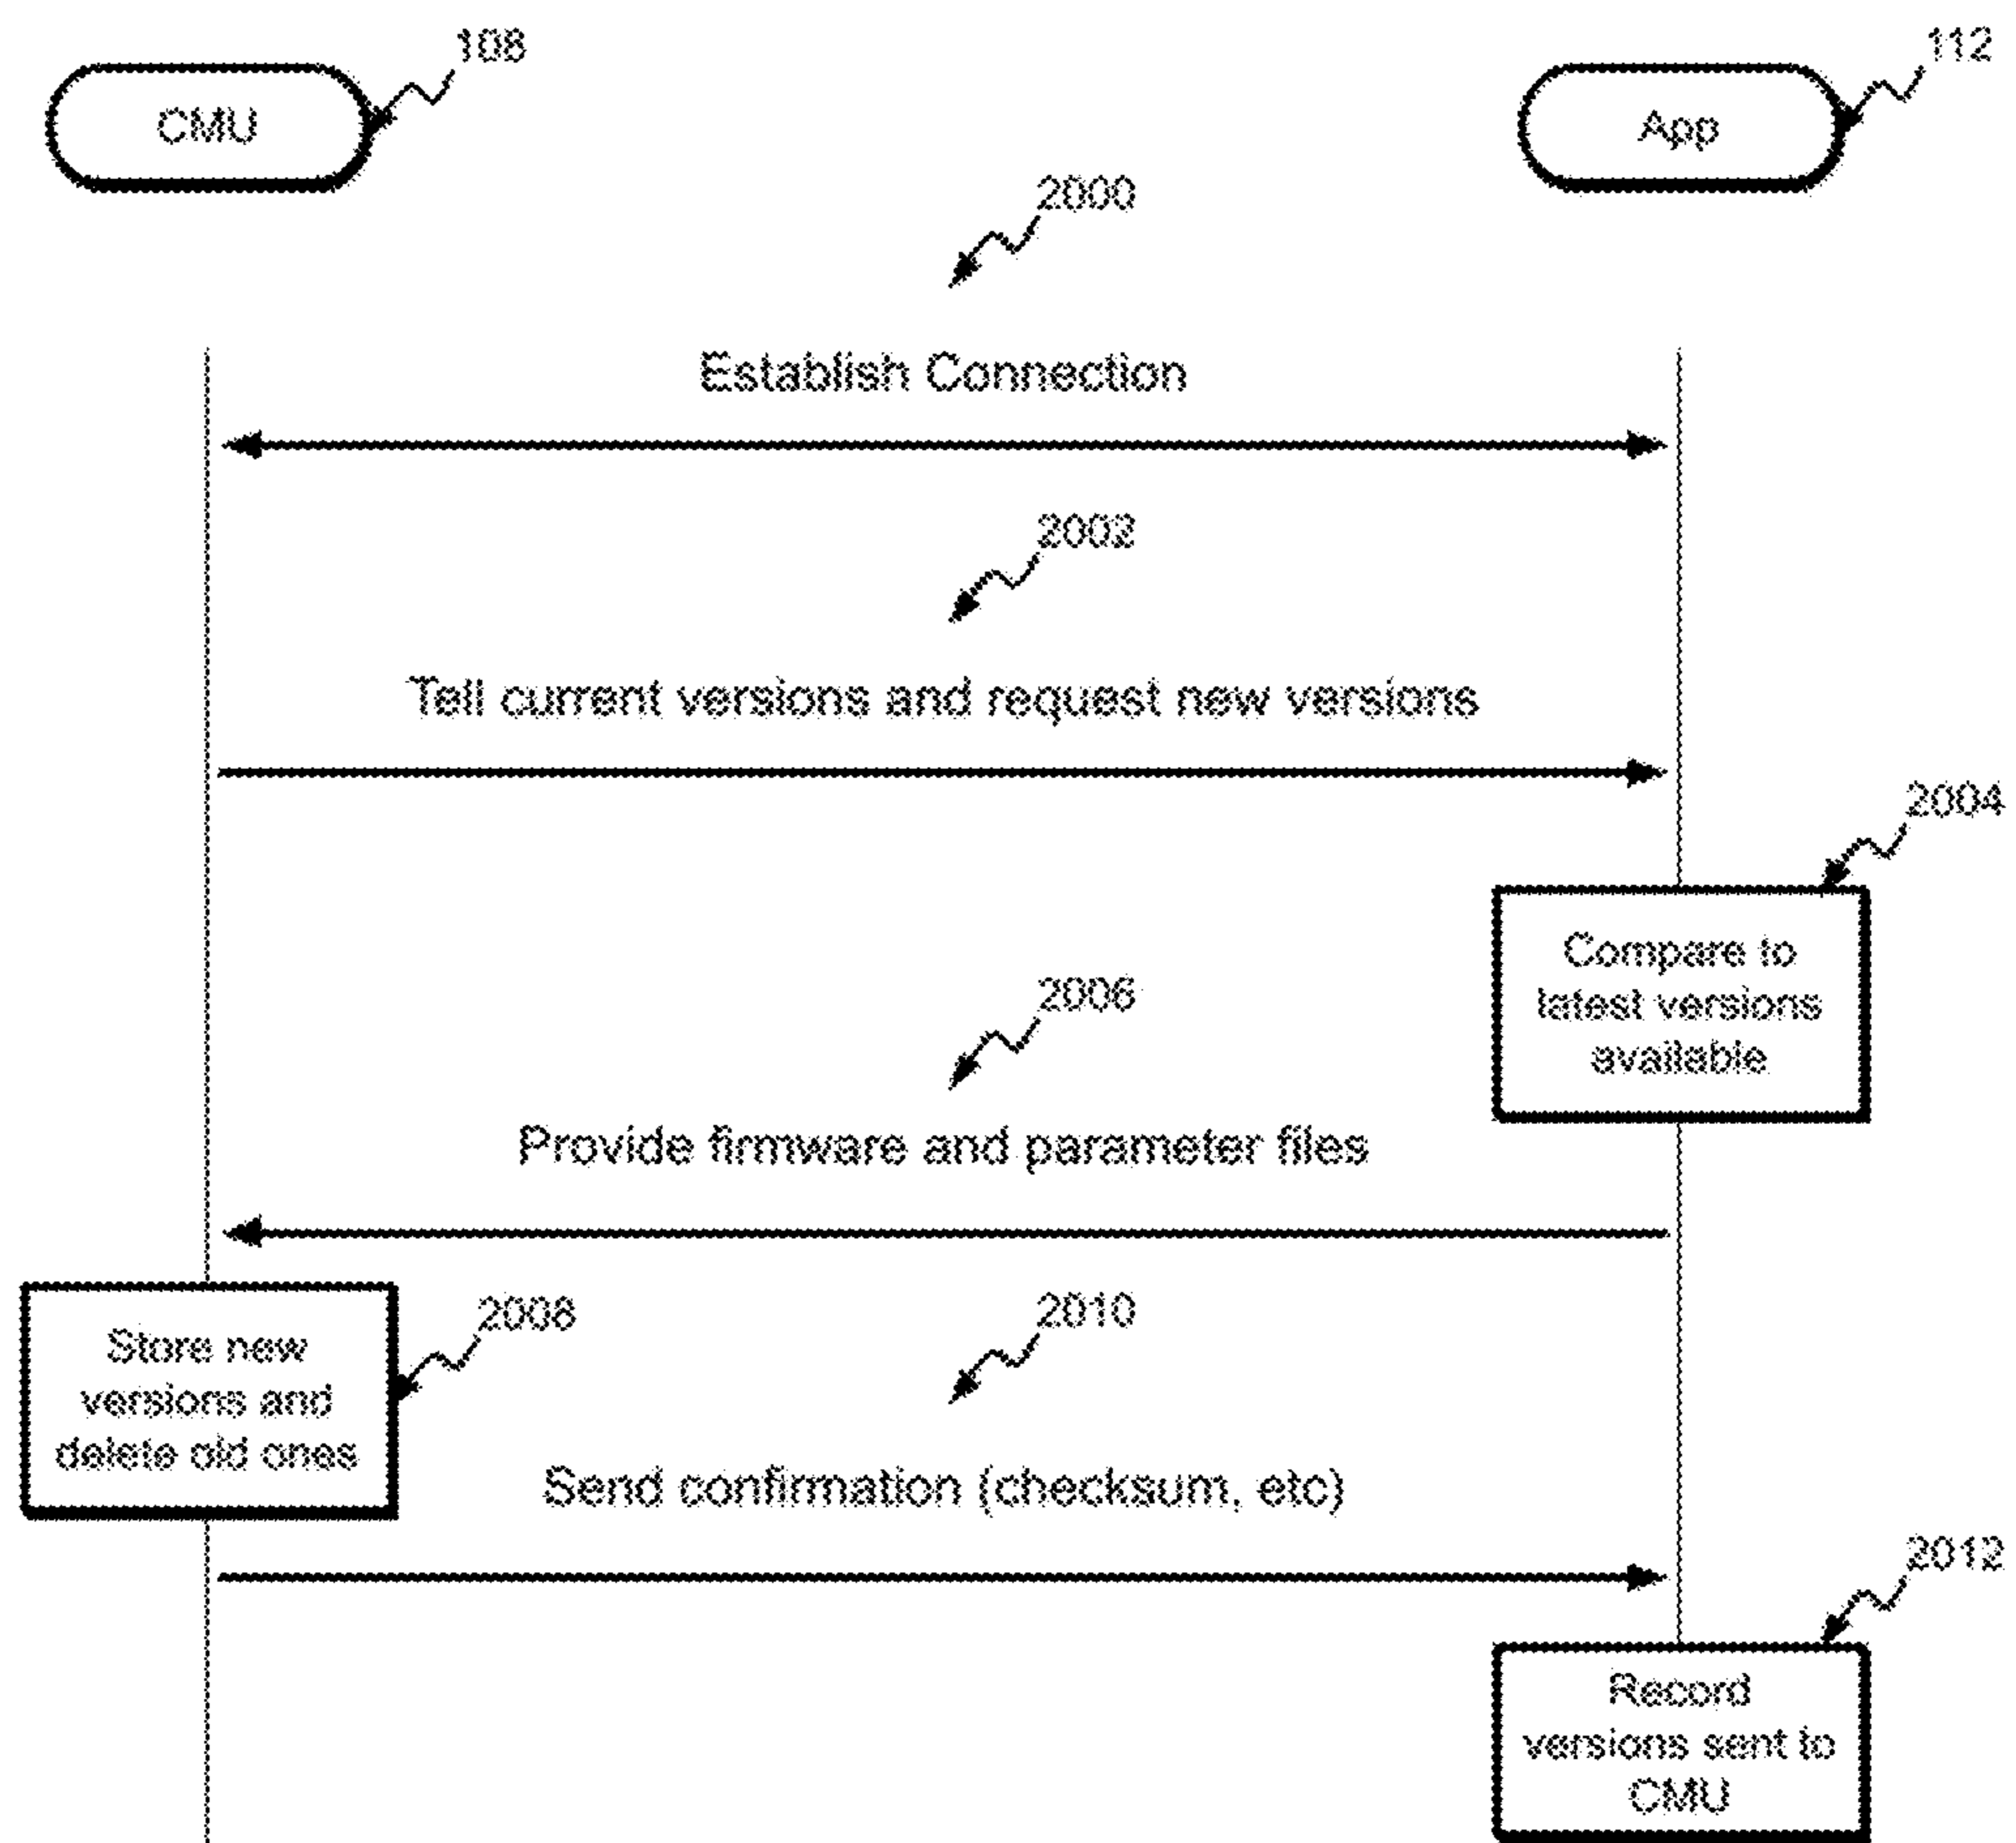 108
112
CMU
App
2000
Establish Connection
2002
Tell current versions and request new versions
2004
Compare to
latest versions
available
2006
Provide firmware and parameter files
2008
2010
Store new
versions and
delete old ones
Send confirmation (checksum, etc)
2012
Record
versions sent to
CMU